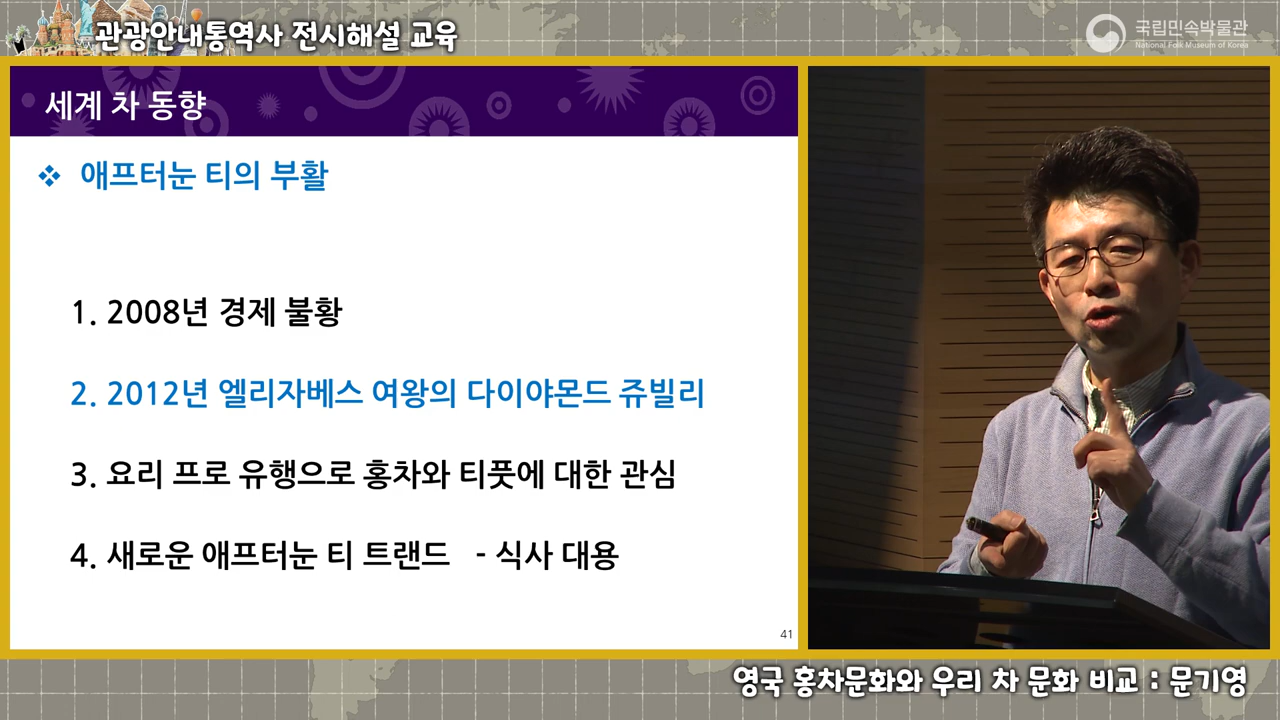 관광안내통역사 전시해설 교육
국립민속박물관
National Folk Museum of Korea
세계 차 동향
❖ 애프터눈 티의 부활
1. 2008년 경제 불황
2. 2012년 엘리자베스 여왕의 다이야몬드 쥬빌리
3. 요리 프로 유행으로 홍차와 티풋에 대한 관심
4. 새로운 애프터눈 티 트랜드 - 식사 대용
41
영국 홍차문화와 우리 차 문화 비교 : 문기영